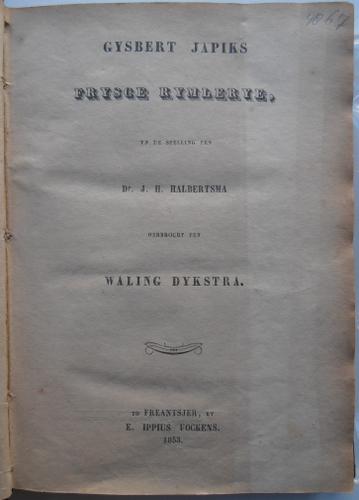 4847
GYSBERT JAPIKS
FRYSCE RYMLERYE,
YN DE SPELLING FEN
Dr. J. H. HALBERTSMA
OERBROCHT FEN
WALING DYKSTRA.
TO FREANTSJER, BY
E. IPPIUS FOCKENS.
1853.